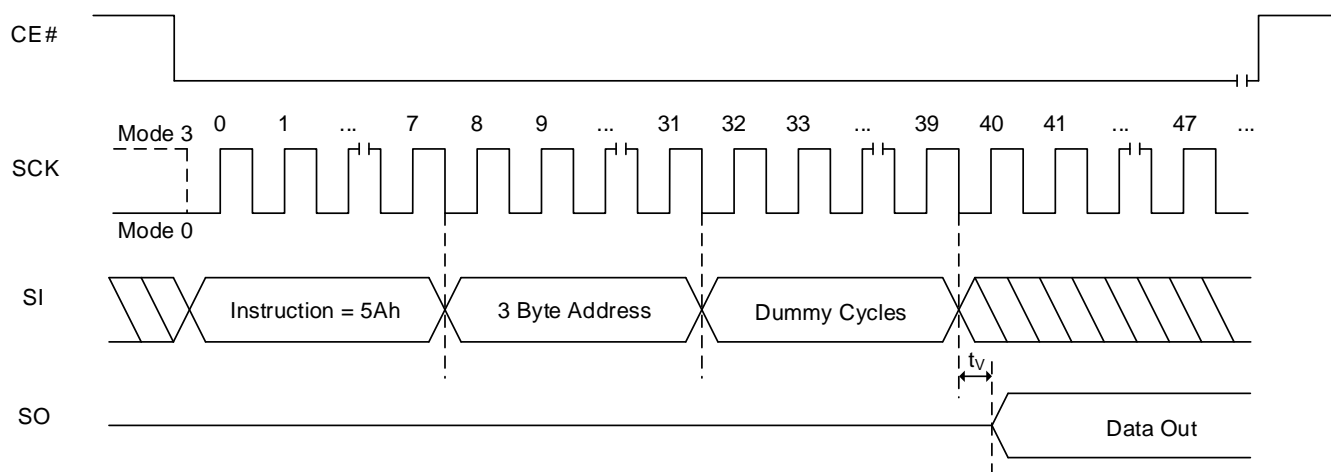 CE#
Mode 3 0 1 ... 7 8 9 ... 31 32 33 ... 39 40 41 ... 47 ...
SCK
Mode 0
SI Instruction = 5Ah 3 Byte Address Dummy Cycles
tV
SO Data Out